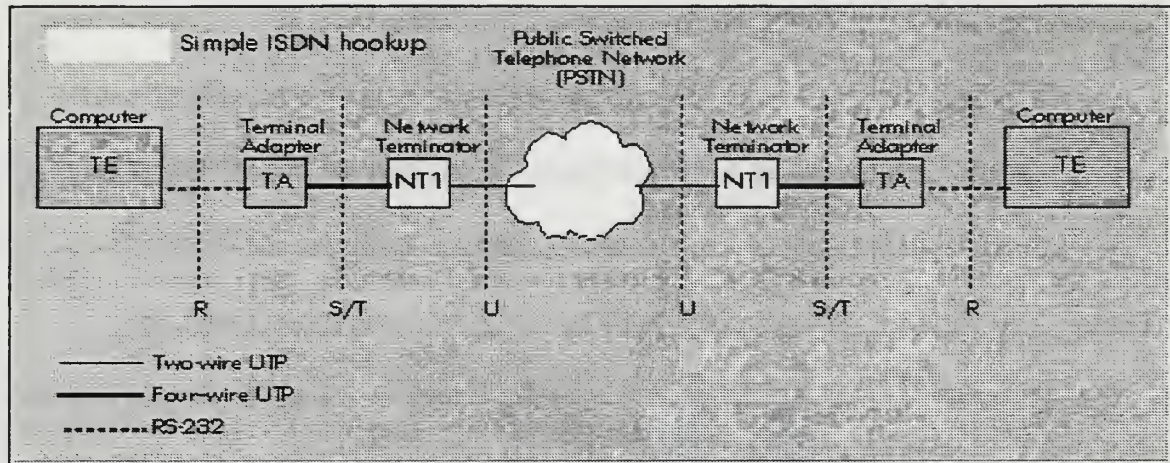 Simple ISDN hookup
Public Switched
Telephone Network
(PSTN)
Computer
TE
Terminal
Adapter
TA
Network
Terminator
NT1
Network
Terminator
NT1
Terminal
Adapter
TA
Computer
TE
R
S/T
U
U
S/T
R
Two-wire UTP
Four-wire UTP
RS-232